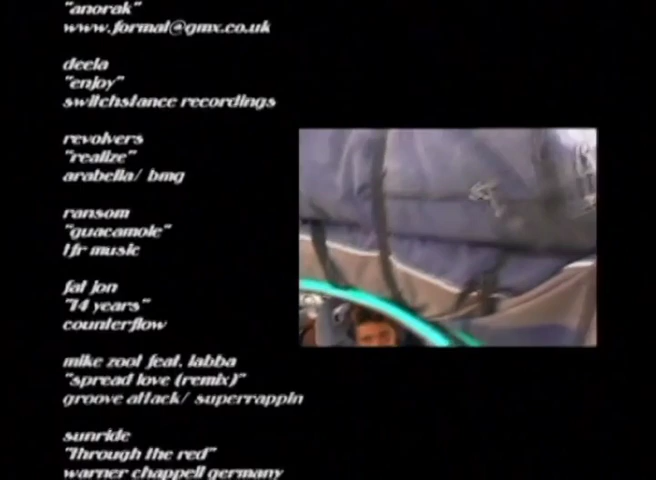 "anorak"
www.formal@gmx.co.uk
deela
"enjoy"
switchstance recordings
revolvers
"realize"
arabella/ bmg
ransom
"guacamole"
lfr music
fat jon
"14 years"
counterflow
mike zoot feat. labba
"spread love (remix)"
groove attack/ superrappin
sunride
"through the red"
warner chappell germany